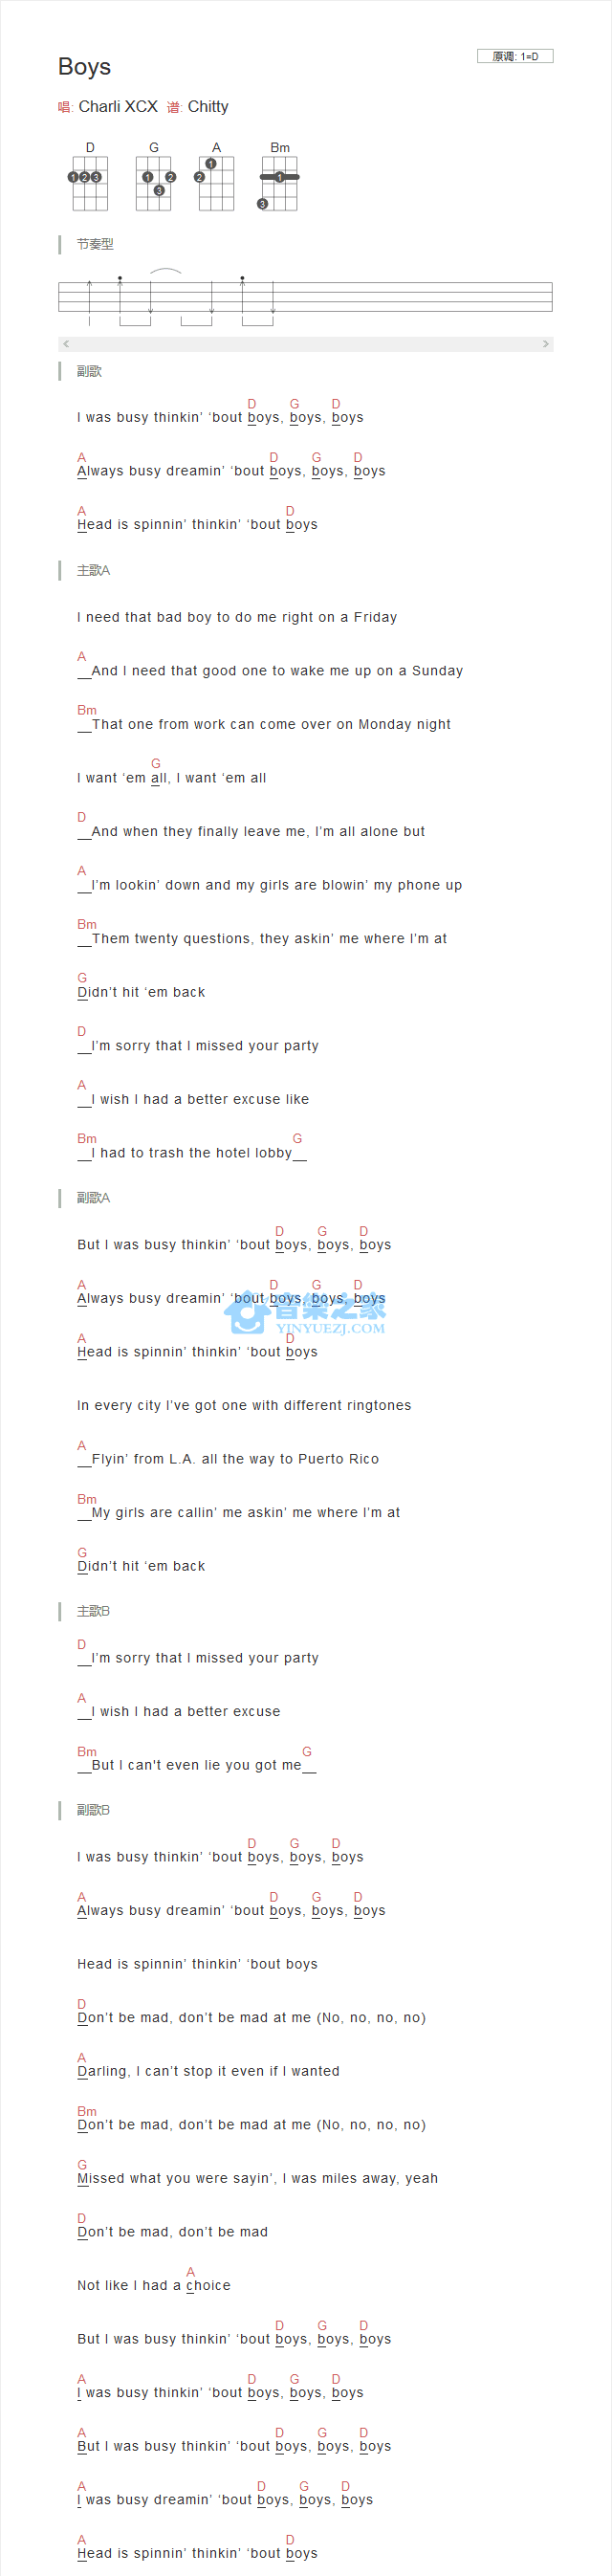 Boys
原调: 1=D
唱: Charli XCX 谱: Chitty
D G A Bm
1 2 3 1 2 3 1 2 1 3
节奏型
副歌
D G D
I was busy thinkin’ ‘bout boys, boys, boys
A D G D
Always busy dreamin’ ‘bout boys, boys, boys
A D
Head is spinnin’ thinkin’ ‘bout boys
主歌A
I need that bad boy to do me right on a Friday
A
__And I need that good one to wake me up on a Sunday
Bm
__That one from work can come over on Monday night
G
I want ‘em all, I want ‘em all
D
__And when they finally leave me, I’m all alone but
A
__I’m lookin’ down and my girls are blowin’ my phone up
Bm
__Them twenty questions, they askin’ me where I’m at
G
Didn’t hit ‘em back
D
__I’m sorry that I missed your party
A
__I wish I had a better excuse like
Bm G
__I had to trash the hotel lobby__
副歌A
D G D
But I was busy thinkin’ ‘bout boys, boys, boys
A D G D
Always busy dreamin’ ‘bout boys, boys, boys
音乐之家
YINYUEZJ.COM
A D
Head is spinnin’ thinkin’ ‘bout boys
In every city I’ve got one with different ringtones
A
__Flyin’ from L.A. all the way to Puerto Rico
Bm
__My girls are callin’ me askin’ me where I’m at
G
Didn’t hit ‘em back
主歌B
D
__I’m sorry that I missed your party
A
__I wish I had a better excuse
Bm G
__But I can't even lie you got me__
副歌B
D G D
I was busy thinkin’ ‘bout boys, boys, boys
A D G D
Always busy dreamin’ ‘bout boys, boys, boys
Head is spinnin’ thinkin’ ‘bout boys
D
Don’t be mad, don’t be mad at me (No, no, no, no)
A
Darling, I can’t stop it even if I wanted
Bm
Don’t be mad, don’t be mad at me (No, no, no, no)
G
Missed what you were sayin’, I was miles away, yeah
D
Don’t be mad, don’t be mad
A
Not like I had a choice
D G D
But I was busy thinkin’ ‘bout boys, boys, boys
A D G D
I was busy thinkin’ ‘bout boys, boys, boys
A D G D
But I was busy thinkin’ ‘bout boys, boys, boys
A D G D
I was busy dreamin’ ‘bout boys, boys, boys
A D
Head is spinnin’ thinkin’ ‘bout boys